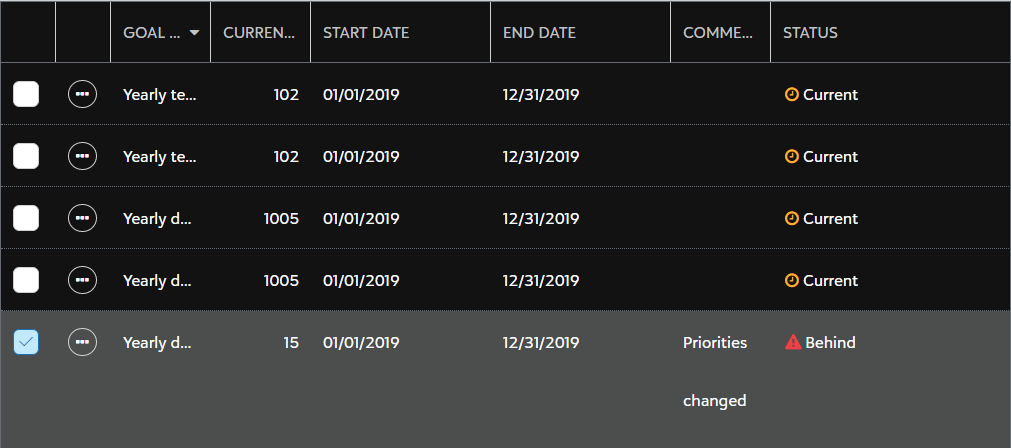 GOAL ... CURREN... START DATE END DATE COMME... STATUS
Yearly te... 102 01/01/2019 12/31/2019 Current
Yearly te... 102 01/01/2019 12/31/2019 Current
Yearly d... 1005 01/01/2019 12/31/2019 Current
Yearly d... 1005 01/01/2019 12/31/2019 Current
Yearly d... 15 01/01/2019 12/31/2019 Priorities Behind
changed